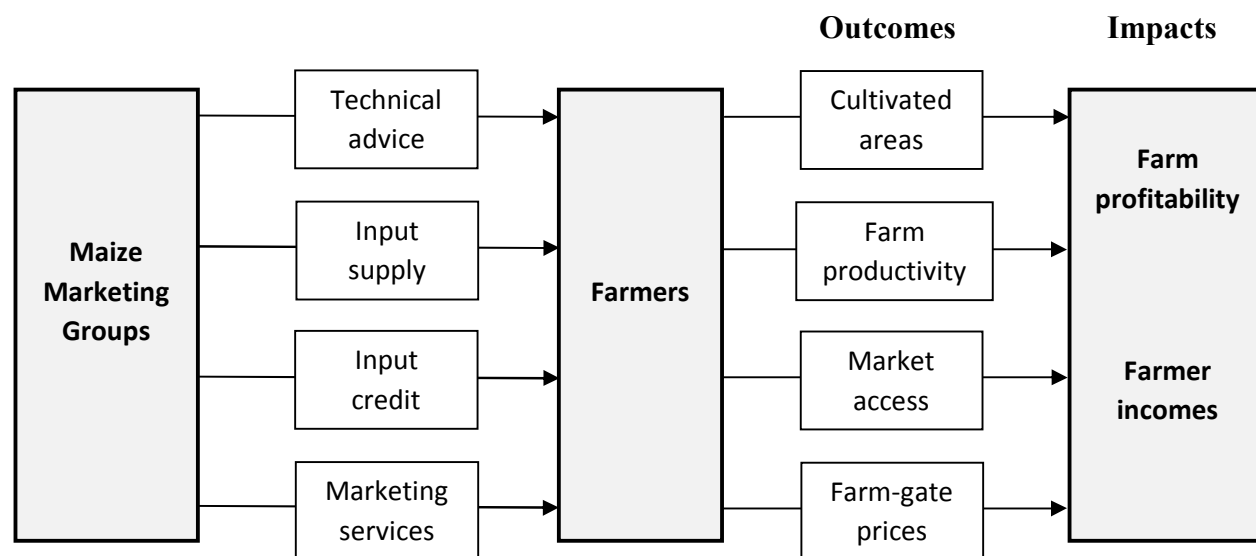 Outcomes
Impacts
Maize
Marketing
Groups
Technical
advice
Input
supply
Input
credit
Marketing
services
Farmers
Cultivated
areas
Farm
productivity
Market
access
Farm-gate
prices
Farm
profitability
Farmer
incomes